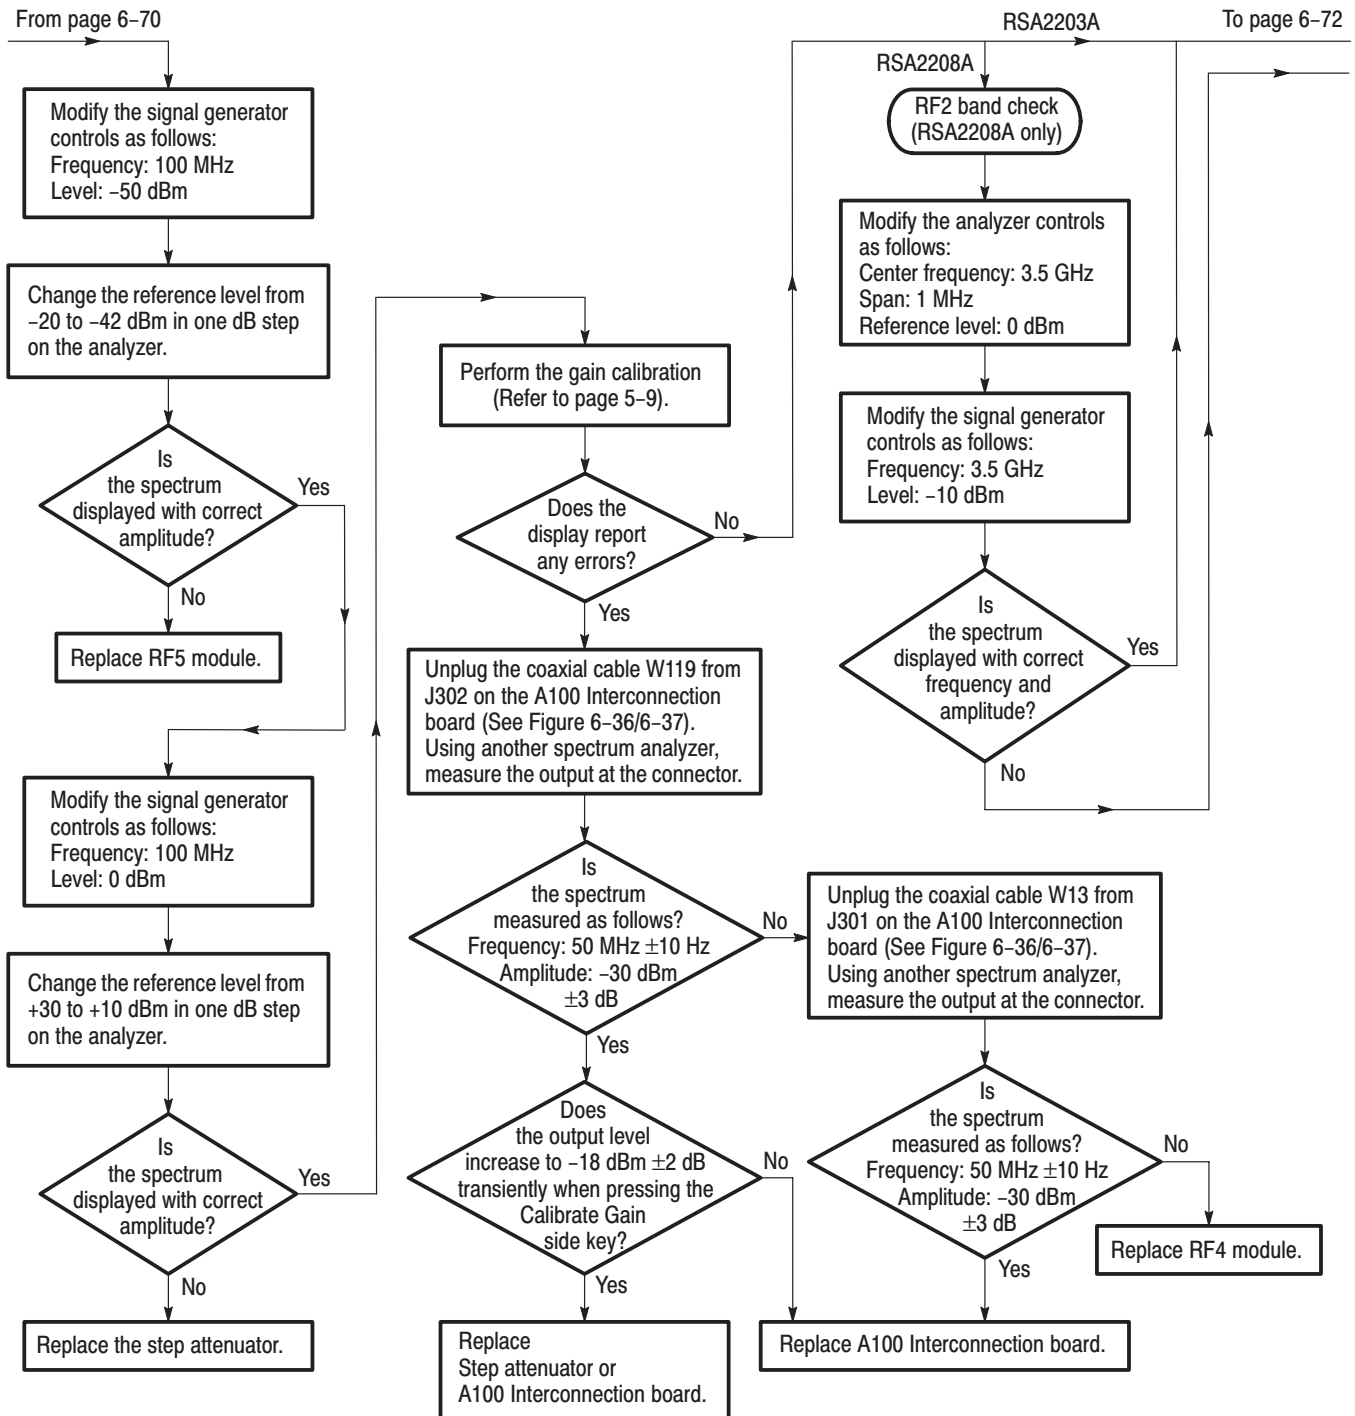 From page 6–70
Modify the signal generator
controls as follows:
Frequency: 100 MHz
Level: –50 dBm
Change the reference level from
–20 to –42 dBm in one dB step
on the analyzer.
Is
the spectrum
displayed with correct
amplitude?
Yes
No
Replace RF5 module.
Modify the signal generator
controls as follows:
Frequency: 100 MHz
Level: 0 dBm
Change the reference level from
+30 to +10 dBm in one dB step
on the analyzer.
Is
the spectrum
displayed with correct
amplitude?
Yes
No
Replace the step attenuator.
Perform the gain calibration
(Refer to page 5–9).
Does the
display report
any errors?
No
Yes
Unplug the coaxial cable W119 from
J302 on the A100 Interconnection
board (See Figure 6–36/6–37).
Using another spectrum analyzer,
measure the output at the connector.
Is
the spectrum
measured as follows?
Frequency: 50 MHz ±10 Hz
Amplitude: –30 dBm
±3 dB
No
Yes
Does
the output level
increase to –18 dBm ±2 dB
transiently when pressing the
Calibrate Gain
side key?
No
Yes
Replace
Step attenuator or
A100 Interconnection board.
RSA2203A
To page 6–72
RSA2208A
RF2 band check
(RSA2208A only)
Modify the analyzer controls
as follows:
Center frequency: 3.5 GHz
Span: 1 MHz
Reference level: 0 dBm
Modify the signal generator
controls as follows:
Frequency: 3.5 GHz
Level: –10 dBm
Is
the spectrum
displayed with correct
frequency and
amplitude?
Yes
No
Unplug the coaxial cable W13 from
J301 on the A100 Interconnection
board (See Figure 6–36/6–37).
Using another spectrum analyzer,
measure the output at the connector.
Is
the spectrum
measured as follows?
Frequency: 50 MHz ±10 Hz
Amplitude: –30 dBm
±3 dB
No
Replace RF4 module.
Yes
Replace A100 Interconnection board.